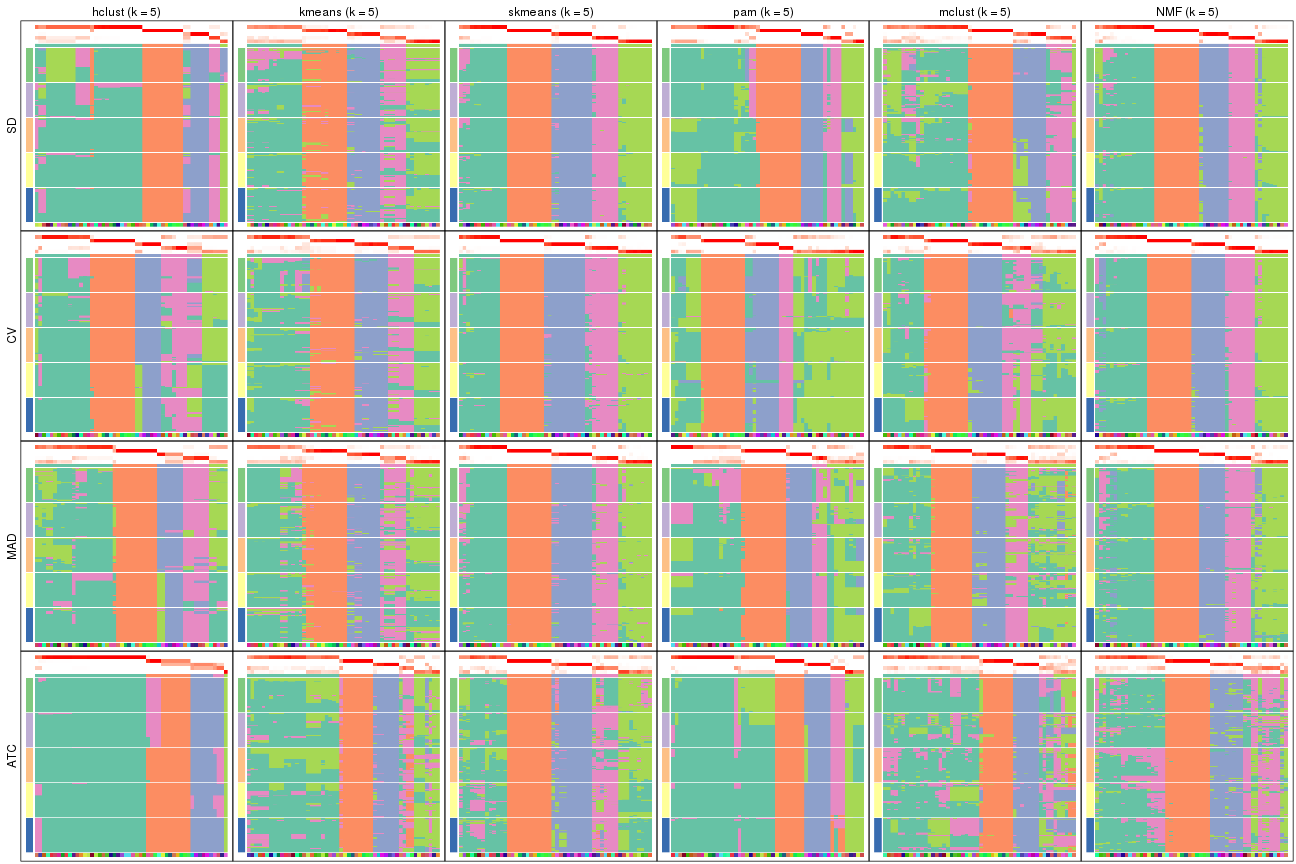 hclust (k = 5) kmeans (k = 5) skmeans (k = 5) pam (k = 5) mclust (k = 5) NMF (k = 5)
SD
CV
MAD
ATC